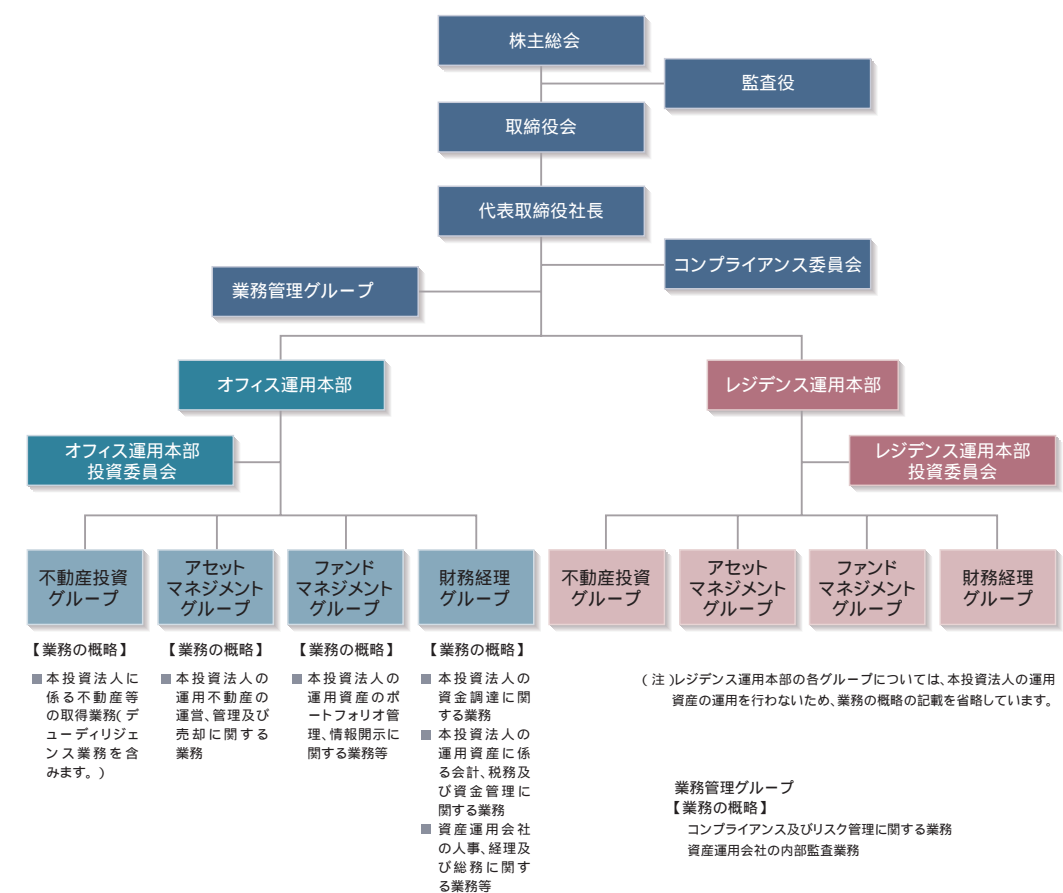 株主総会
監査役
取締役会
代表取締役社長
コンプライアンス委員会
業務管理グループ
オフィス運用本部
レジデンス運用本部
オフィス運用本部
投資委員会
レジデンス運用本部
投資委員会
不動産投資
グループ
アセット
マネジメント
グループ
ファンド
マネジメント
グループ
財務経理
グループ
不動産投資
グループ
アセット
マネジメント
グループ
ファンド
マネジメント
グループ
財務経理
グループ
【業務の概略】
■本投資法人に
係る不動産等
の取得業務(デ
ューディリジェ
ンス業務を含
みます。)
【業務の概略】
■本投資法人の
運用不動産の
運営、管理及び
売却に関する
業務
【業務の概略】
■本投資法人の
運用資産のポ
ートフォリオ管
理、情報開示に
関する業務等
【業務の概略】
■本投資法人の
資金調達に関
する業務
■本投資法人の
運用資産に係
る会計、税務及
び資金管理に
関する業務
■資産運用会社
の人事、経理及
び総務に関す
る業務等
(注)レジデンス運用本部の各グループについては、本投資法人の運用
資産の運用を行わないため、業務の概略の記載を省略しています。
業務管理グループ
【業務の概略】
コンプライアンス及びリスク管理に関する業務
資産運用会社の内部監査業務